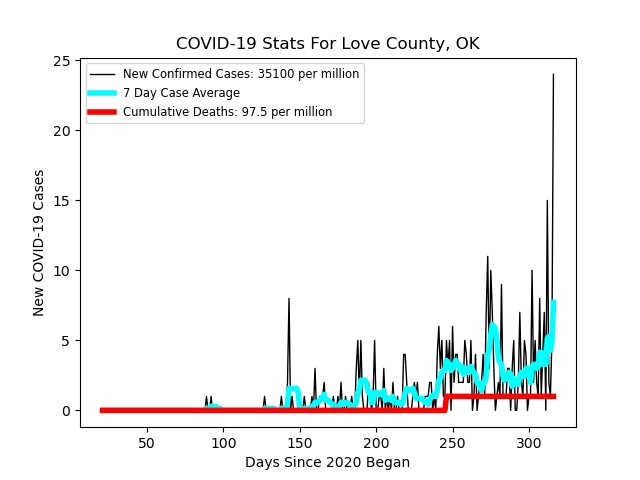 COVID-19 Stats For Love County, OK
New Confirmed Cases: 35100 per million
7 Day Case Average
Cumulative Deaths: 97.5 per million
25
20
15
10
5
0
New COVID-19 Cases
50 100 150 200 250 300
Days Since 2020 Began